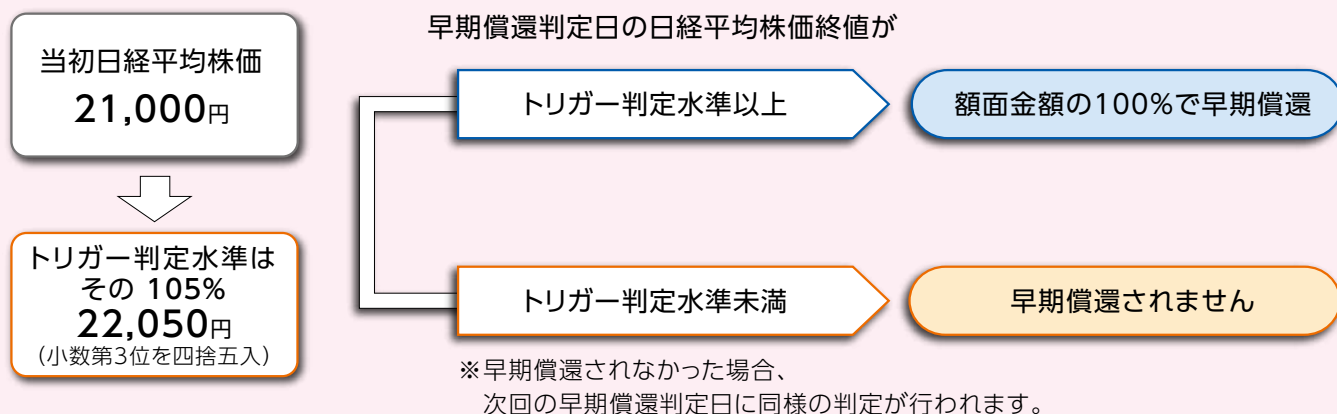 当初日経平均株価
21,000円
トリガー判定水準は
その 105%
22,050円
(小数第3位を四捨五入)
早期償還判定日の日経平均株価終値が
トリガー判定水準以上
額面金額の100%で早期償還
トリガー判定水準未満
早期償還されません
※早期償還されなかった場合、
次回の早期償還判定日に同様の判定が行われます。